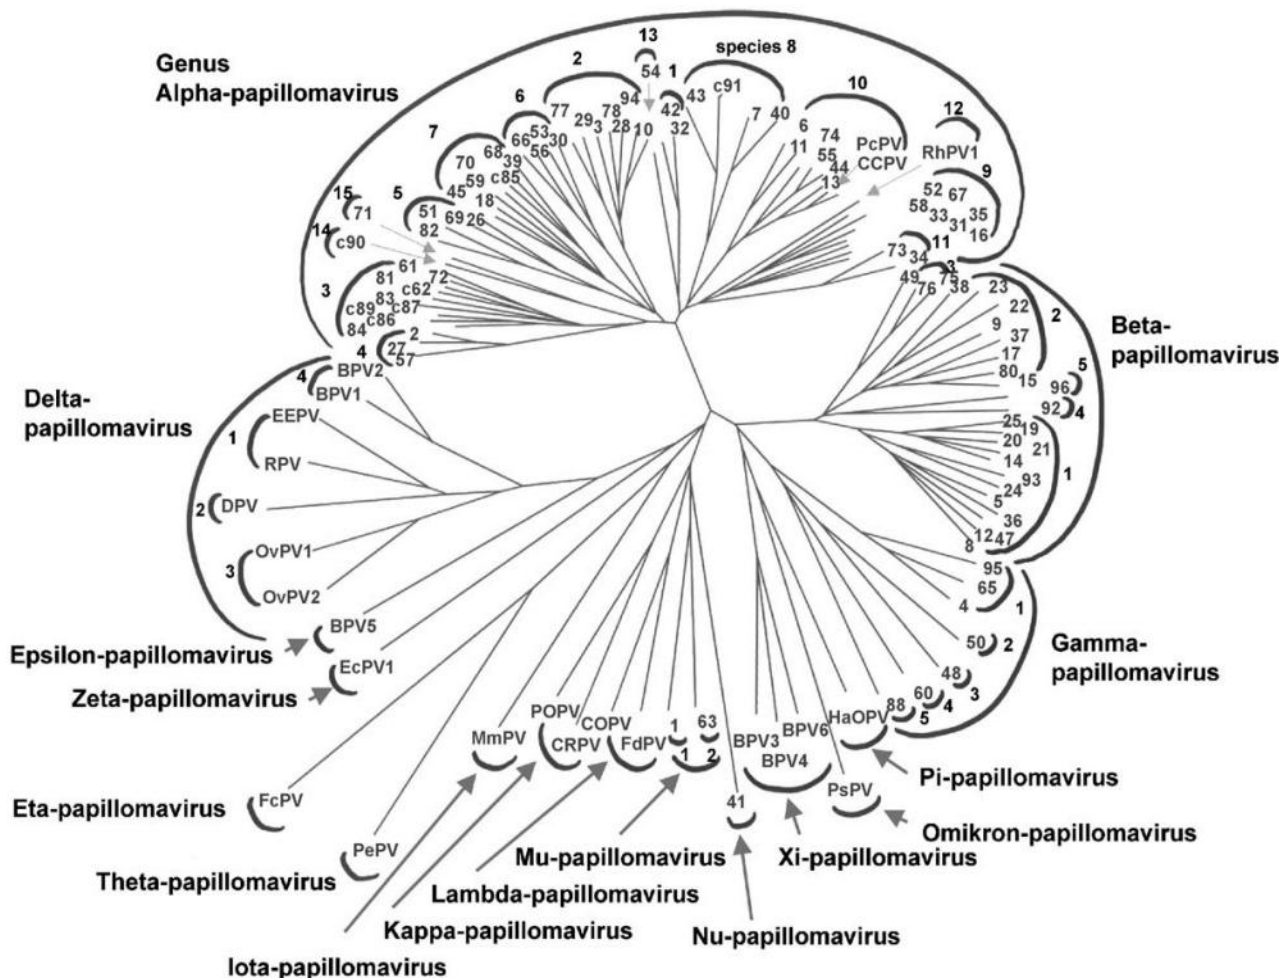 Genus
Alpha-papillomavirus
13
54
2
1
species 8
43
c91
7
40
10
6
11
74
55
44
13
PcPV
CCPV
12
RhPV1
9
52
67
58
33
31
35
16
11
73
34
6
77
94
29
3
78
28
10
42
32
53
66
30
56
7
68
39
c85
70
59
45
18
5
51
69
26
82
15
71
14
c90
3
61
81
72
c62
83
c89
c87
c86
84
4
2
27
57
Beta-
papillomavirus
3
49
75
76
38
23
22
2
9
37
17
80
15
5
96
92
4
25
19
20
21
14
93
1
24
5
36
12
47
8
Gamma-
papillomavirus
95
65
4
1
50
2
48
3
60
4
88
5
Delta-
papillomavirus
4
BPV2
BPV1
EEPV
1
RPV
2
DPV
OvPV1
3
OvPV2
BPV5
Epsilon-papillomavirus
EcPV1
Zeta-papillomavirus
FcPV
Eta-papillomavirus
PePV
Theta-papillomavirus
MmPV
Iota-papillomavirus
POPV
CRPV
Kappa-papillomavirus
COPV
FdPV
Lambda-papillomavirus
1
63
1
2
Mu-papillomavirus
41
Nu-papillomavirus
BPV3
BPV6
BPV4
Xi-papillomavirus
PsPV
Omikron-papillomavirus
HaOPV
Pi-papillomavirus